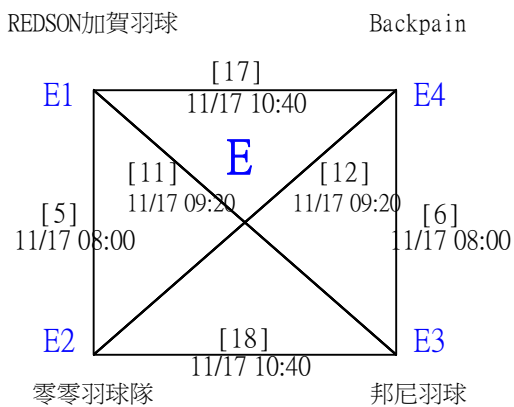 REDSON加賀羽球
Backpain
[17]
E1
E4
11/17 10:40
E
[11]
[12]
11/17 09:20
11/17 09:20
[5]
[6]
11/17 08:00
11/17 08:00
E2
[18]
E3
11/17 10:40
零零羽球隊
邦尼羽球